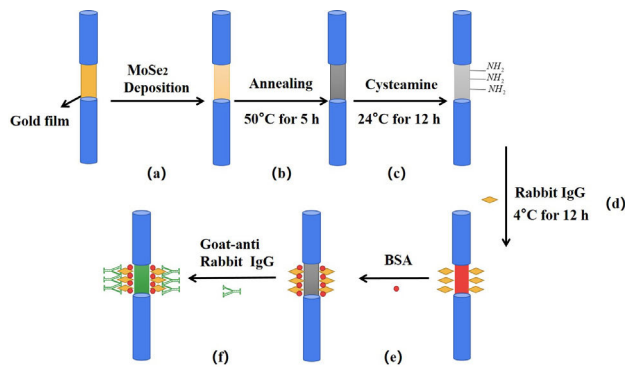 MoSe2
Deposition
Gold film
(a)
Annealing
50°C for 5 h
(b)
Cysteamine
24°C for 12 h
(c)
NH2
NH2
NH2
Rabbit IgG
4°C for 12 h
(d)
BSA
(e)
Goat-anti
Rabbit IgG
(f)